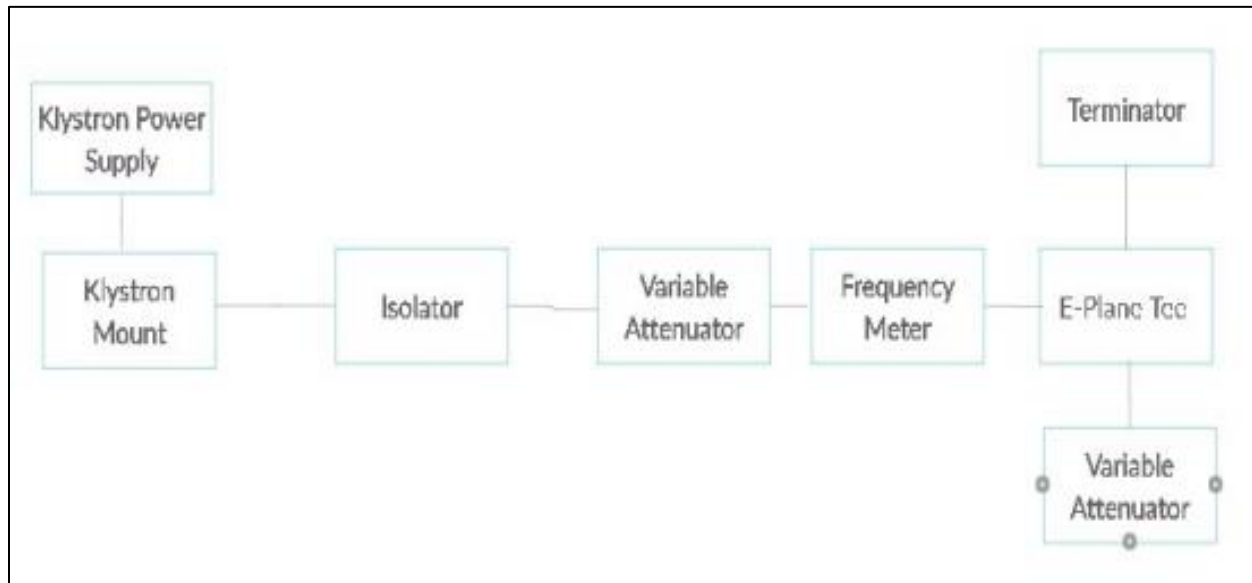 Klystron Power
Supply
Terminator
Klystron
Mount
Isolator
Variable
Attenuator
Frequency
Meter
E-Plane Tee
Variable
Attenuator